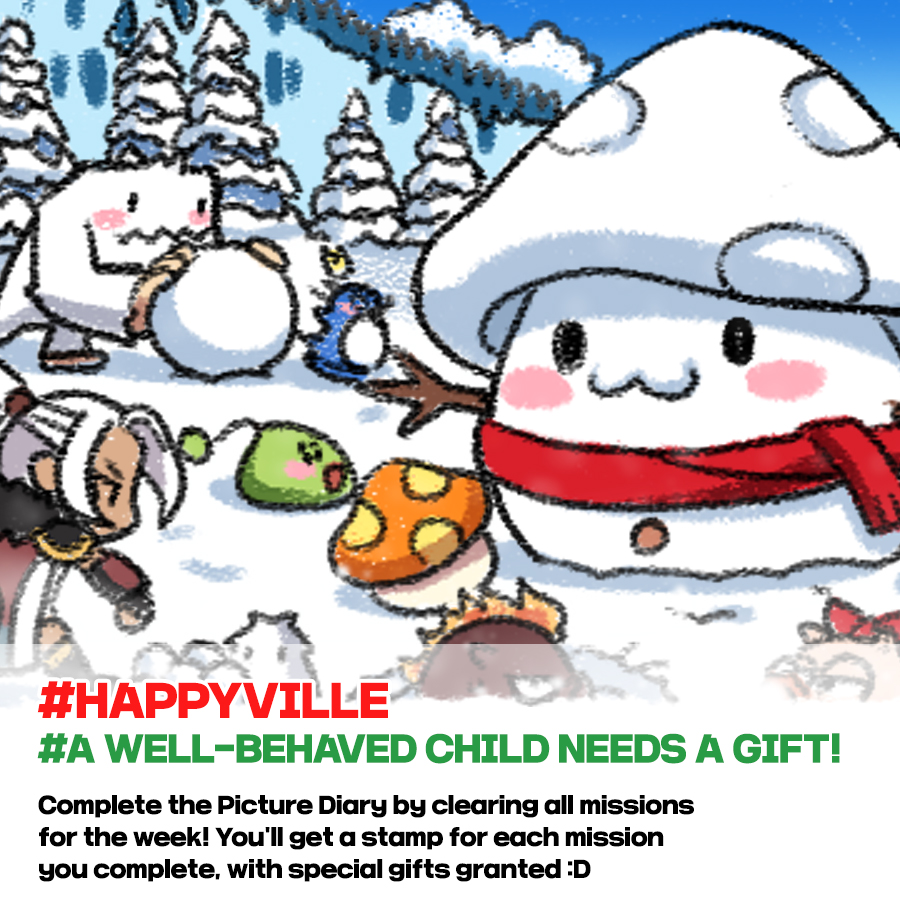 #HAPPYVILLE
#A WELL-BEHAVED CHILD NEEDS A GIFT!
Complete the Picture Diary by clearing all missions
for the week! You'll get a stamp for each mission
you complete, with special gifts granted :D